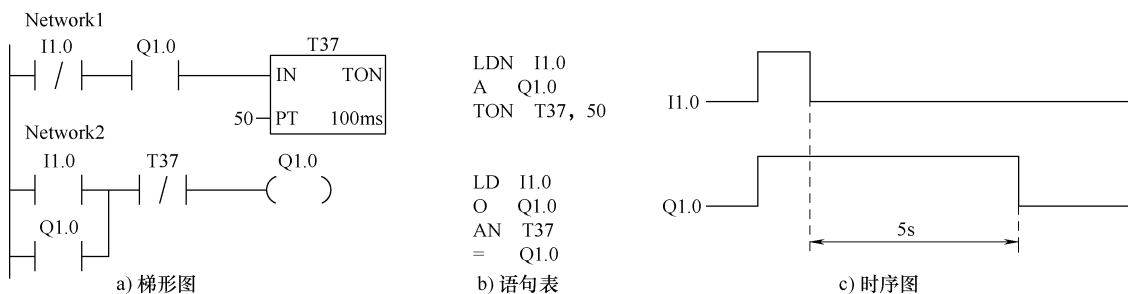 Network1
I1.0 Q1.0 T37
IN TON
50 PT 100ms
Network2
I1.0 T37 Q1.0
Q1.0
a) 梯形图
LDN I1.0
A Q1.0
TON T37，50
LD I1.0
O Q1.0
AN T37
= Q1.0
b) 语句表
I1.0
Q1.0
5s
c) 时序图